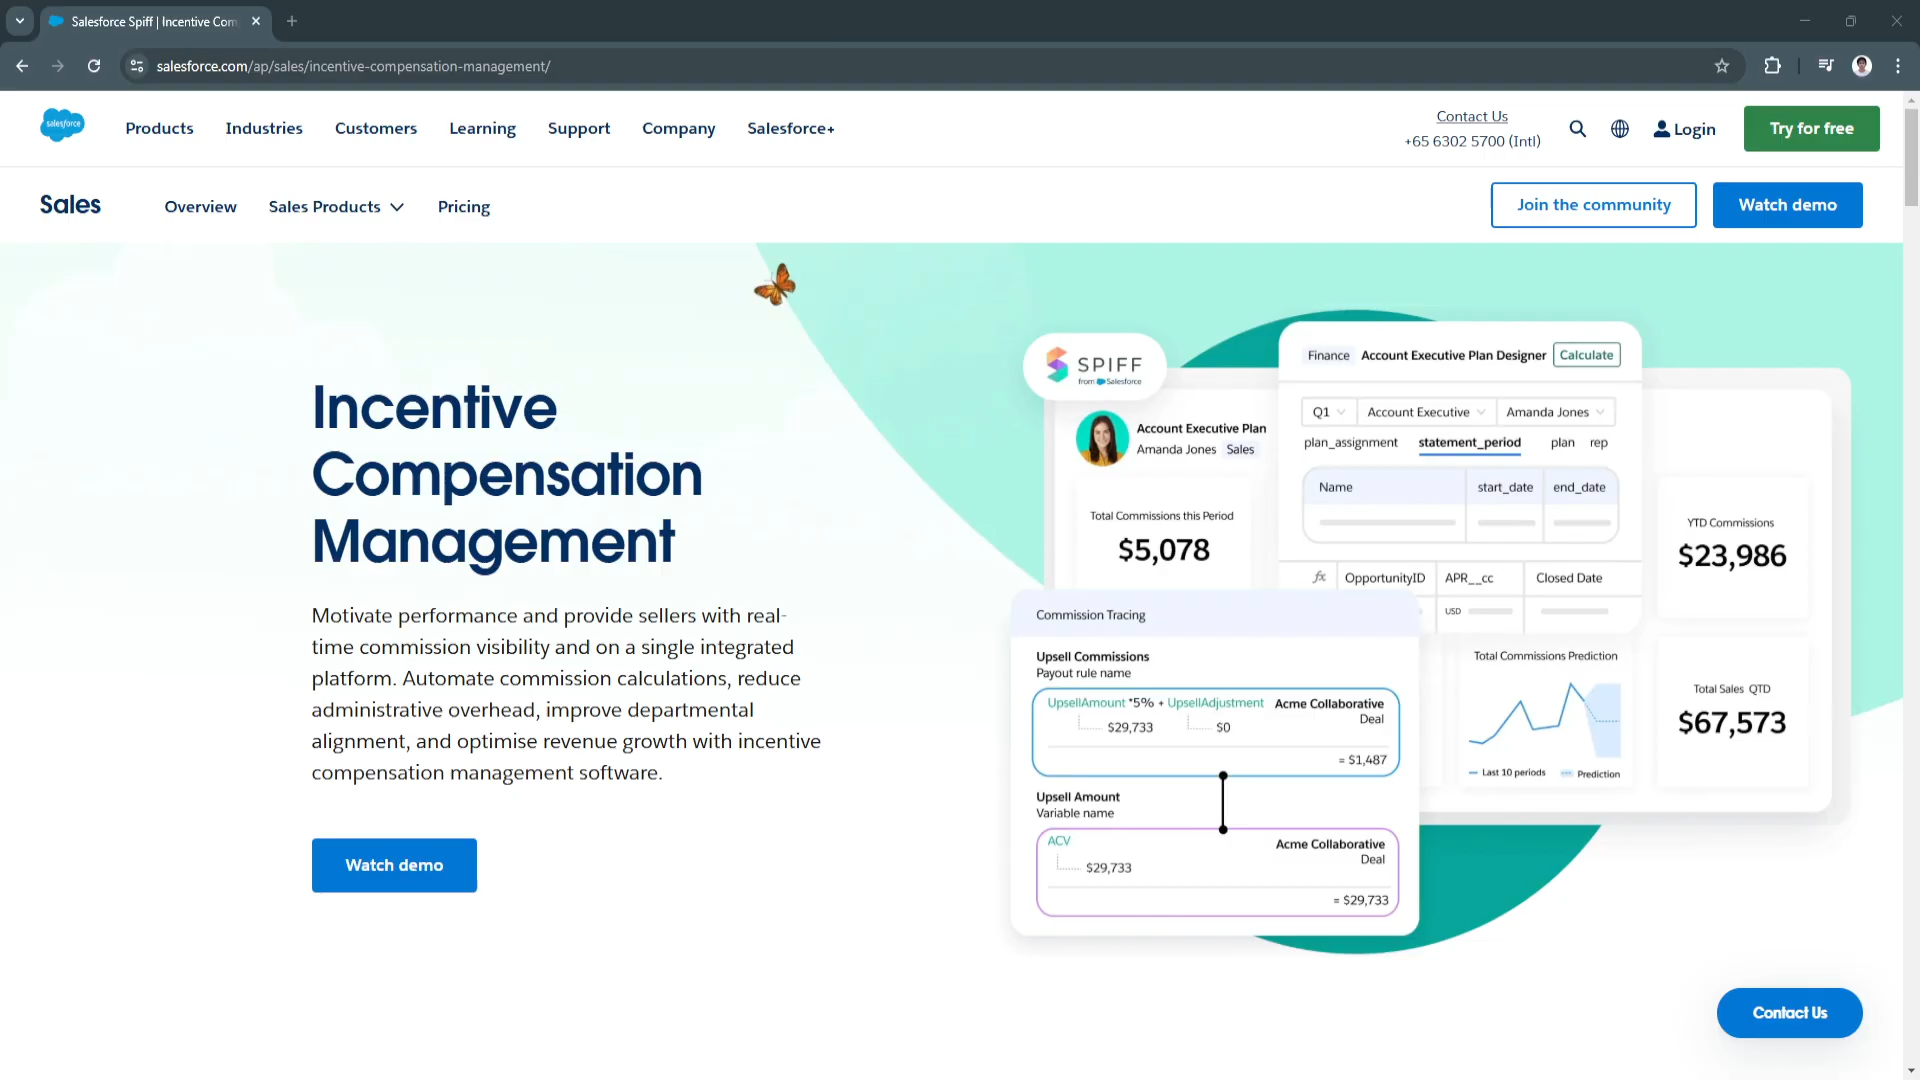 Salesforce Spiff | Incentive Com
salesforce.com/ap/sales/incentive-compensation-management/
salesforce
Products
Industries
Customers
Learning
Support
Company
Salesforce+
Contact Us
+65 6302 5700 (Intl)
Login
Try for free
Sales
Overview
Sales Products
Pricing
Join the community
Watch demo
Incentive
Compensation
Management
Motivate performance and provide sellers with real-
time commission visibility and on a single integrated
platform. Automate commission calculations, reduce
administrative overhead, improve departmental
alignment, and optimise revenue growth with incentive
compensation management software.
Watch demo
SPIFF
from Salesforce
Account Executive Plan
Amanda Jones Sales
Total Commissions this Period
$5,078
Finance Account Executive Plan Designer Calculate
Q1 Account Executive Amanda Jones
plan_assignment statement_period plan rep
Name start_date end_date
fx OpportunityID APR__cc Closed Date
USD
YTD Commissions
$23,986
Total Commissions Prediction
Last 10 periods Prediction
Total Sales QTD
$67,573
Commission Tracing
Upsell Commissions
Payout rule name
UpsellAmount *5% + UpsellAdjustment Acme Collaborative
Deal
$29,733 $0
= $1,487
Upsell Amount
Variable name
ACV Acme Collaborative
Deal
$29,733
= $29,733
Contact Us